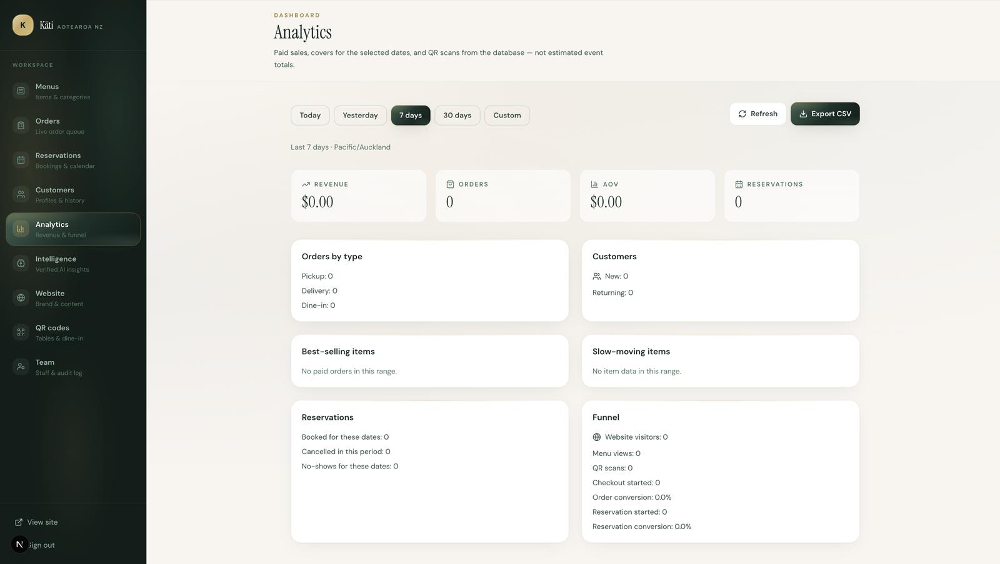 K Kāti AOTEAROA NZ
WORKSPACE
Menus
Items & categories
Orders
Live order queue
Reservations
Bookings & calendar
Customers
Profiles & history
Analytics
Revenue & funnel
Intelligence
Verified AI insights
Website
Brand & content
QR codes
Tables & dine-in
Team
Staff & audit log
View site
N
Sign out
DASHBOARD
Analytics
Paid sales, covers for the selected dates, and QR scans from the database — not estimated event
totals.
Today Yesterday 7 days 30 days Custom Refresh Export CSV
Last 7 days · Pacific/Auckland
REVENUE
$0.00
ORDERS
0
AOV
$0.00
RESERVATIONS
0
Orders by type
Pickup: 0
Delivery: 0
Dine-in: 0
Customers
New: 0
Returning: 0
Best-selling items
No paid orders in this range.
Slow-moving items
No item data in this range.
Reservations
Booked for these dates: 0
Cancelled in this period: 0
No-shows for these dates: 0
Funnel
Website visitors: 0
Menu views: 0
QR scans: 0
Checkout started: 0
Order conversion: 0.0%
Reservation started: 0
Reservation conversion: 0.0%